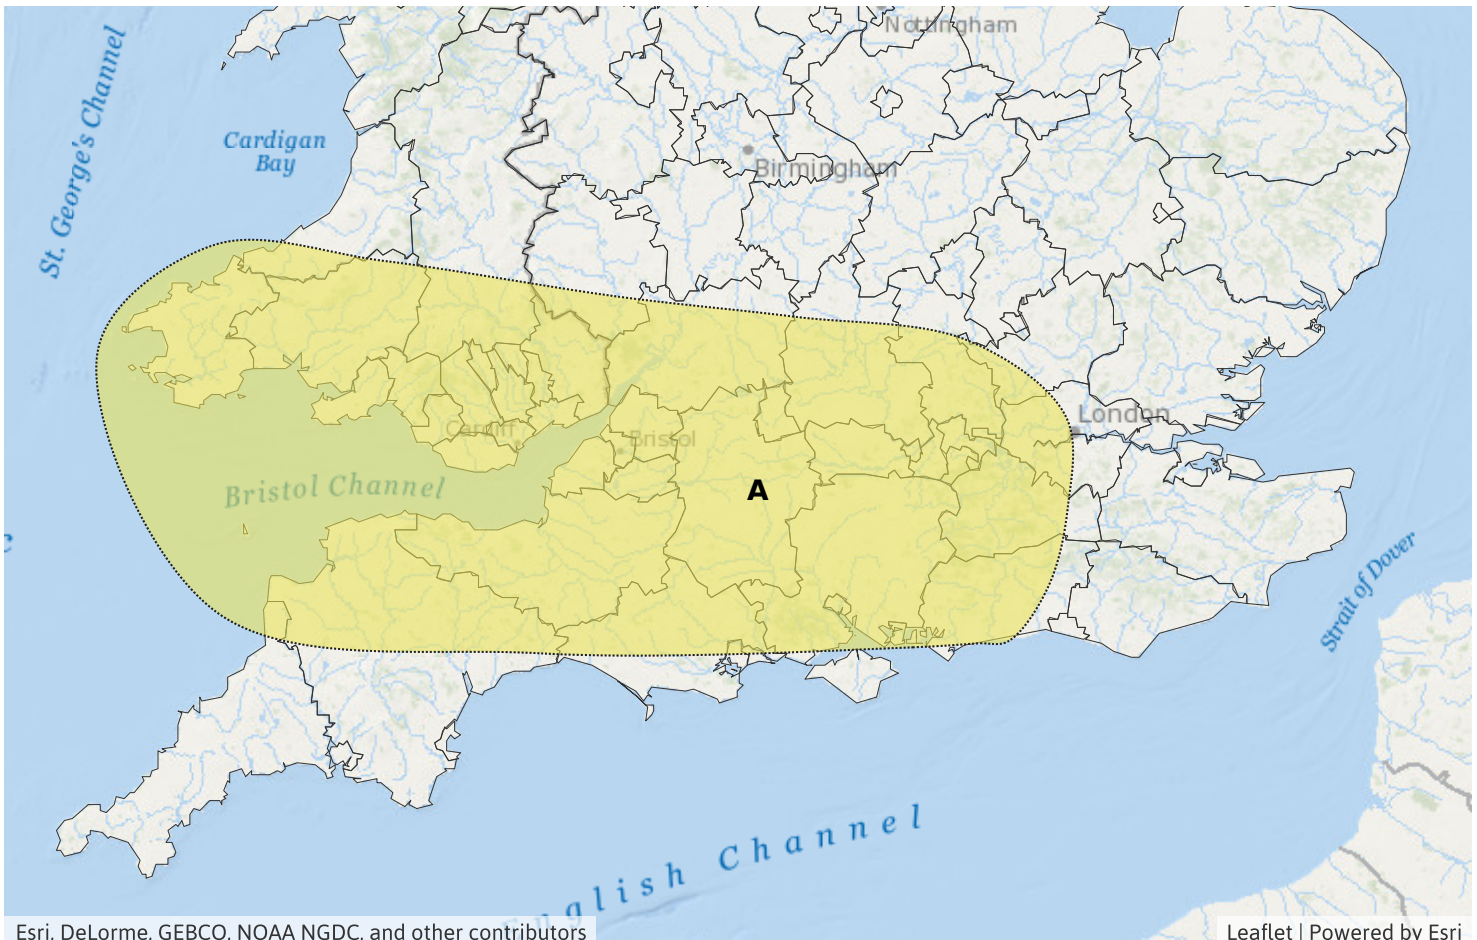 Nottingham
St. George's Channel
Cardigan
Bay
Birmingham
London
Cardiff
Bristol
A
Bristol Channel
c
Strait of Dover
English Channel
Esri, DeLorme, GEBCO, NOAA NGDC, and other contributors
Leaflet | Powered by Esri